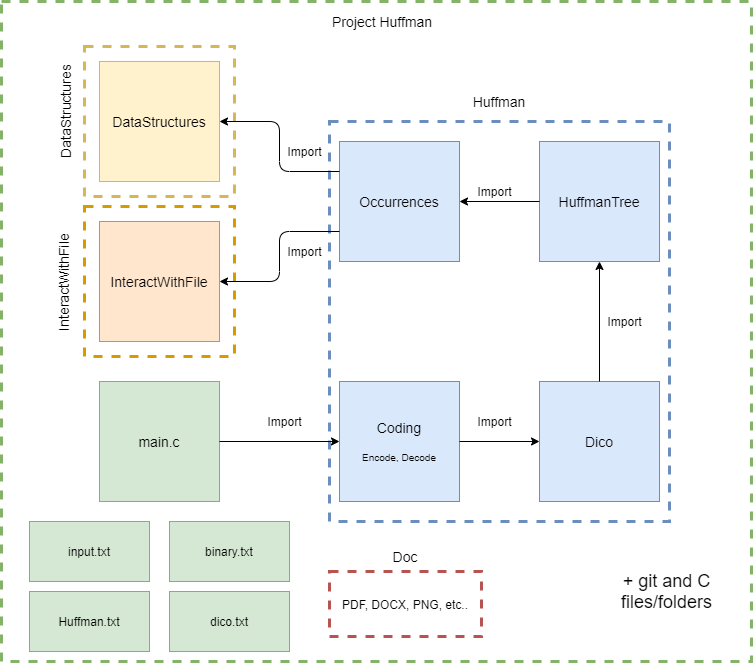 Project Huffman
Huffman
DataStructures
DataStructures
Import
Occurrences
Import
HuffmanTree
InteractWithFile
InteractWithFile
Import
Import
main.c
Import
Coding
Encode, Decode
Import
Dico
input.txt
binary.txt
Huffman.txt
dico.txt
Doc
PDF, DOCX, PNG, etc..
+ git and C
files/folders